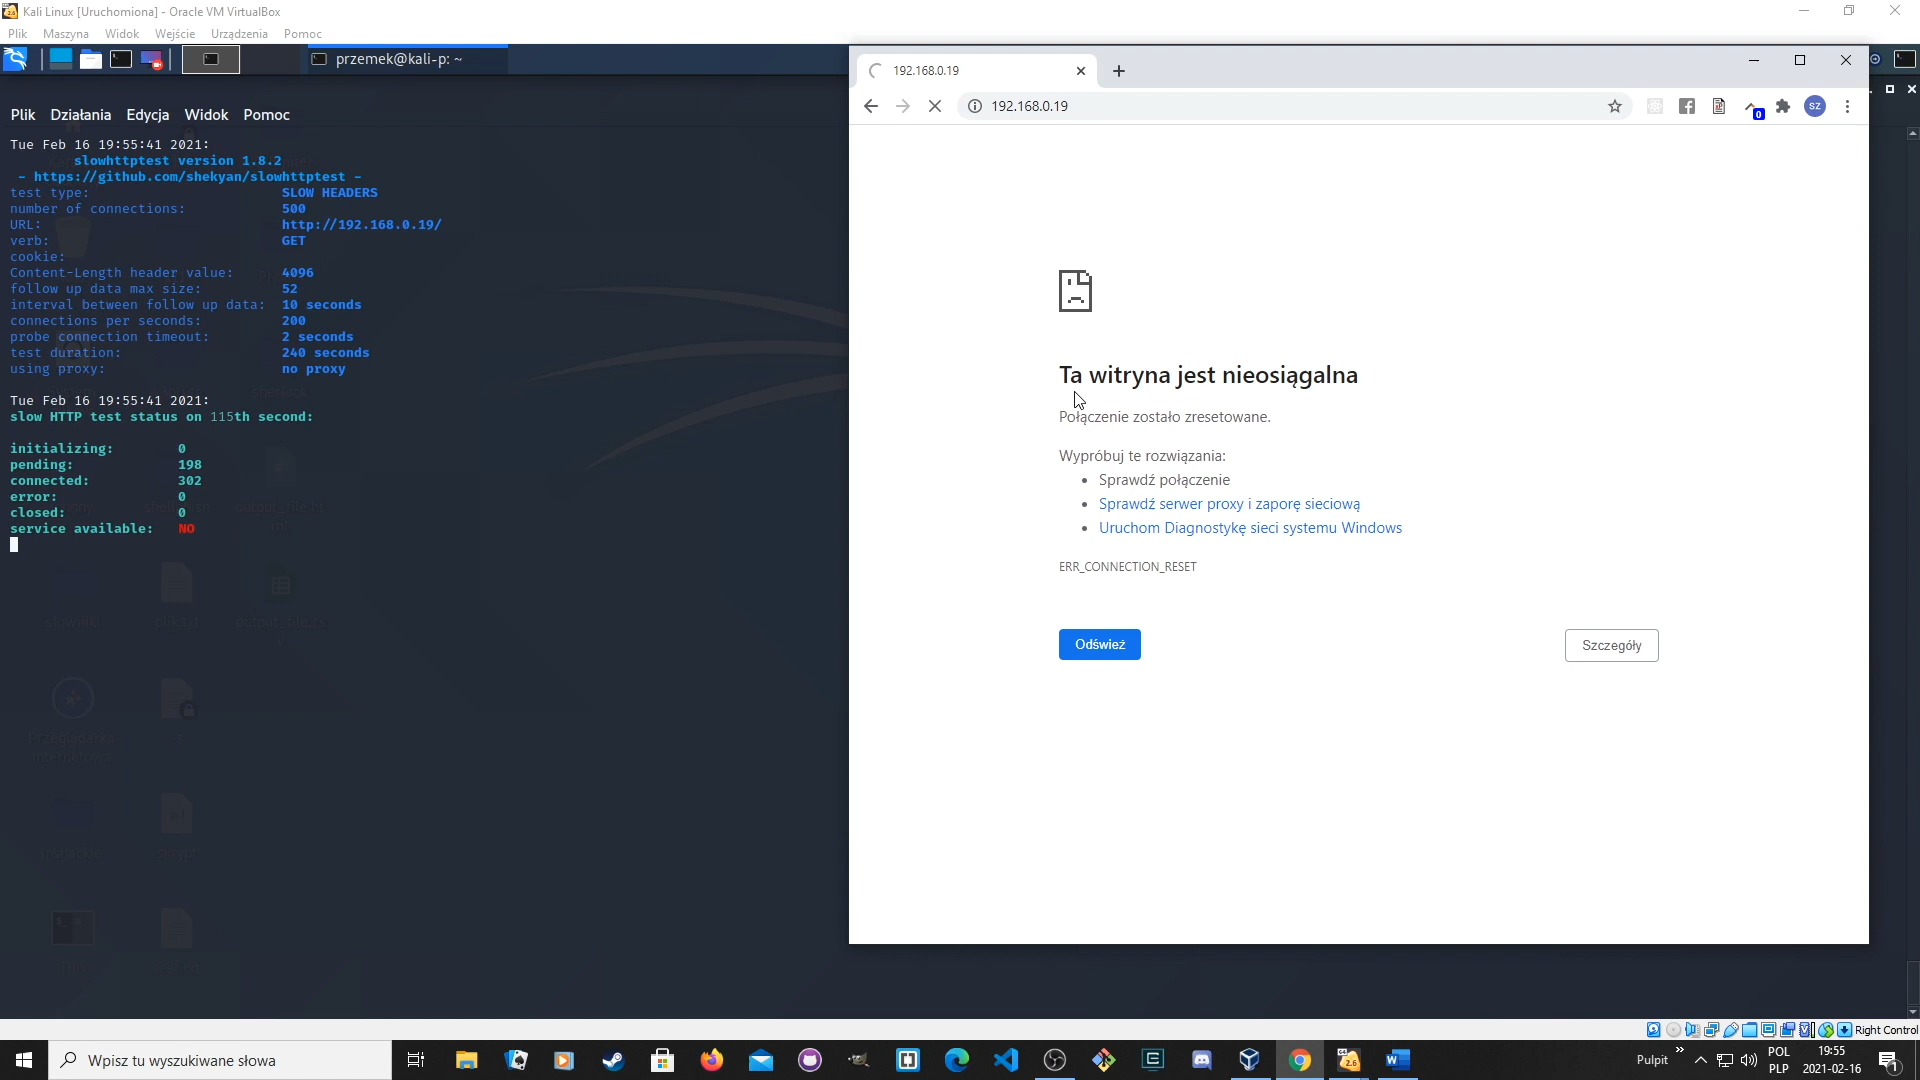 Kali Linux [Uruchomiona] - Oracle VM VirtualBox
Plik Maszyna Widok Wejście Urządzenia Pomoc
przemek@kali-p: ~
Plik Działania Edycja Widok Pomoc
Tue Feb 16 19:55:41 2021:
slowhttptest version 1.8.2
- https://github.com/shekyan/slowhttptest -
test type: SLOW HEADERS
number of connections: 500
URL: http://192.168.0.19/
verb: GET
cookie:
Content-Length header value: 4096
follow up data max size: 52
interval between follow up data: 10 seconds
connections per seconds: 200
probe connection timeout: 2 seconds
test duration: 240 seconds
using proxy: no proxy
Tue Feb 16 19:55:41 2021:
slow HTTP test status on 115th second:
initializing: 0
pending: 198
connected: 302
error: 0
closed: 0
service available: NO
192.168.0.19
192.168.0.19
0
SZ
Ta witryna jest nieosiągalna
Połączenie zostało zresetowane.
Wypróbuj te rozwiązania:
Sprawdź połączenie
Sprawdź serwer proxy i zaporę sieciową
Uruchom Diagnostykę sieci systemu Windows
ERR_CONNECTION_RESET
Odśwież
Szczegóły
Right Control
Wpisz tu wyszukiwane słowa
Pulpit
POL
PLP
19:55
2021-02-16
1